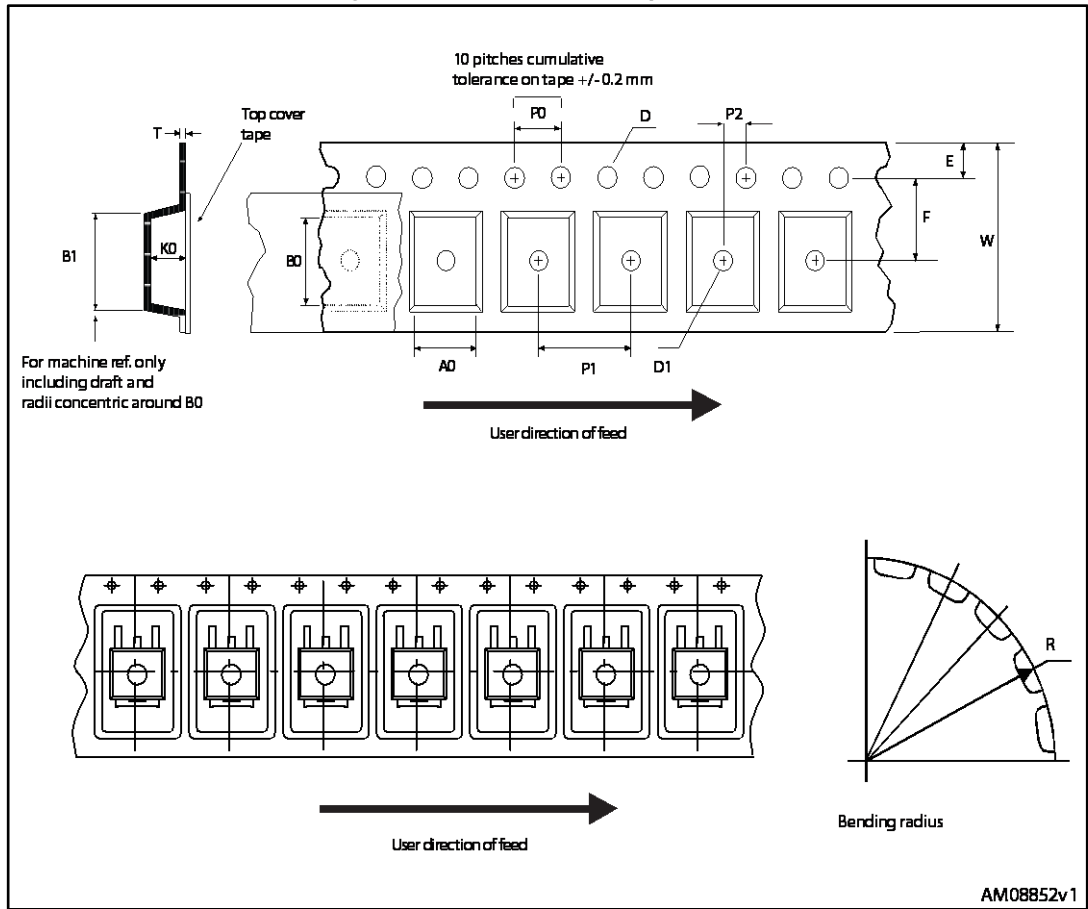 10 pitches cumulative
tolerance on tape +/- 0.2 mm
Top cover
tape
T
P0
D
P2
E
F
W
B1
K0
B0
For machine ref. only
including draft and
radii concentric around B0
A0
P1
D1
User direction of feed
R
Bending radius
User direction of feed
AM08852v1